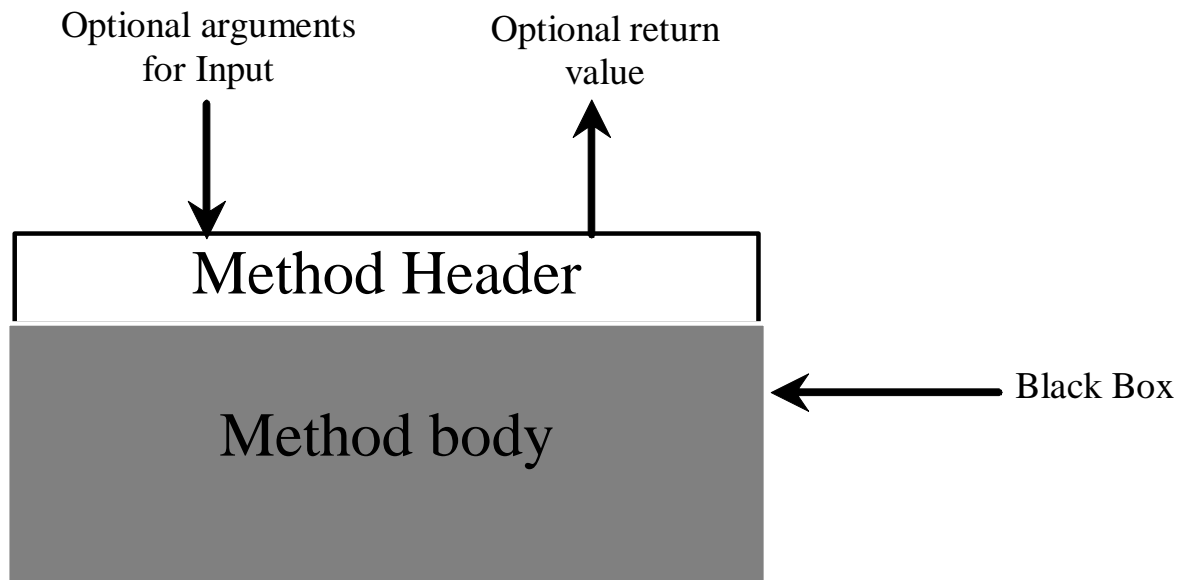 Optional arguments
for Input
Optional return
value
Method Header
Black Box
Method body